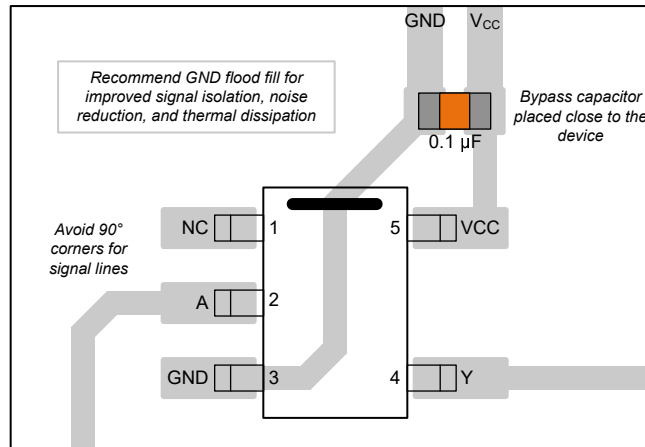 GND
VCC
Recommend GND flood fill for
improved signal isolation, noise
reduction, and thermal dissipation
Bypass capacitor
placed close to the
device
0.1 µF
Avoid 90°
corners for
signal lines
NC
1
5
VCC
A
2
GND
3
4
Y